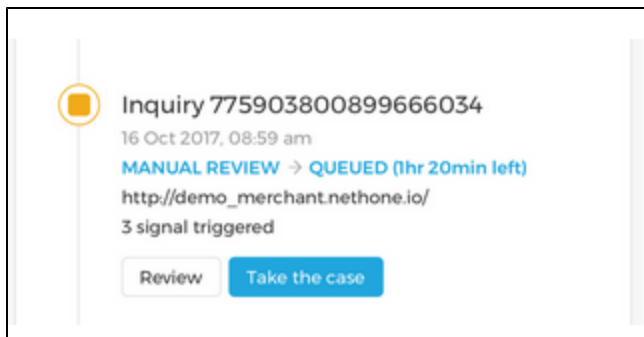 Inquiry 775903800899666034
16 Oct 2017, 08:59 am
MANUAL REVIEW → QUEUED (1hr 20min left)
http://demo_merchant.nethone.io/
3 signal triggered
Review Take the case